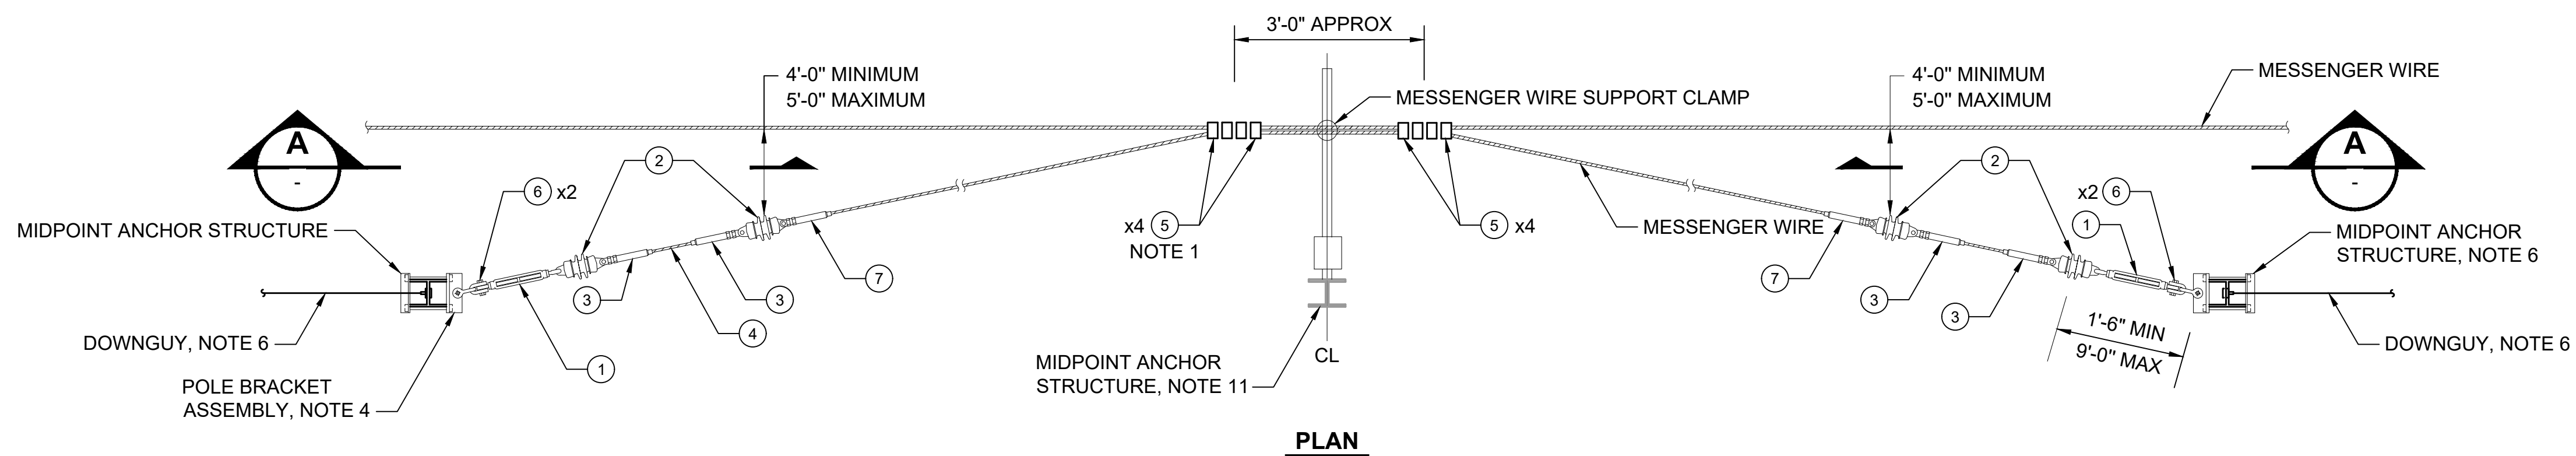 3'-0" APPROX
4'-0" MINIMUM
5'-0" MAXIMUM
4'-0" MINIMUM
5'-0" MAXIMUM
MESSENGER WIRE
MESSENGER WIRE SUPPORT CLAMP
A
-
A
-
2
2
6 x2
x2 6
MIDPOINT ANCHOR STRUCTURE
x4 5
NOTE 1
5 x4
MESSENGER WIRE
1
MIDPOINT ANCHOR
STRUCTURE, NOTE 6
7
7
3
3
3
3
4
1'-6" MIN
9'-0" MAX
DOWNGUY, NOTE 6
DOWNGUY, NOTE 6
1
POLE BRACKET
ASSEMBLY, NOTE 4
MIDPOINT ANCHOR
STRUCTURE, NOTE 11
CL
PLAN